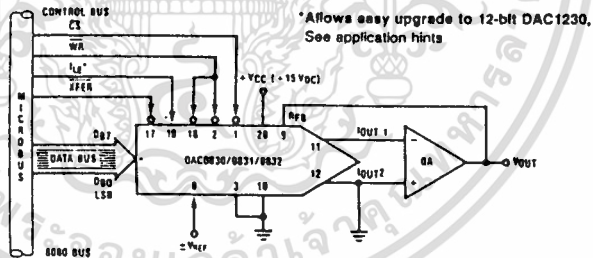 CONTROL BUS
CS
WR
ILE*
XFER
*Allows easy upgrade to 12-bit DAC1230,
See application hints
+VCC (+15 VDC)
RFB
17 19 18 2 1 20 9
MICROBUS
DB7
DATA BUS
DB0
LSB
DAC0830/0831/0832
11
IOUT 1
12
IOUT2
-
+
OA
VOUT
8 3 10
±VREF
8080 BUS